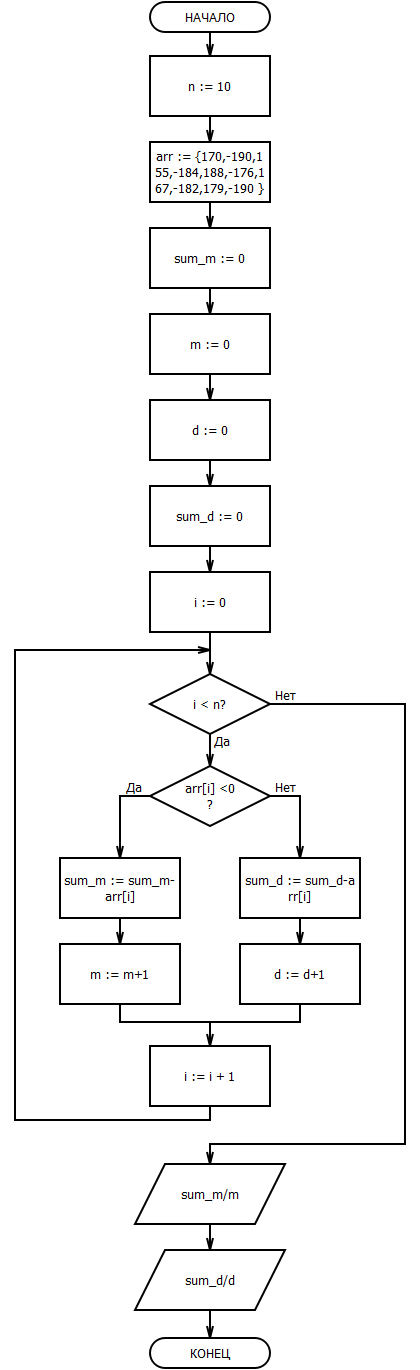 НАЧАЛО
n := 10
arr := {170,-190,1
55,-184,188,-176,1
67,-182,179,-190 }
sum_m := 0
m := 0
d := 0
sum_d := 0
i := 0
i < n?
Нет
Да
arr[i] <0
?
Да
Нет
sum_m := sum_m-
arr[i]
sum_d := sum_d-a
rr[i]
m := m+1
d := d+1
i := i + 1
sum_m/m
sum_d/d
КОНЕЦ